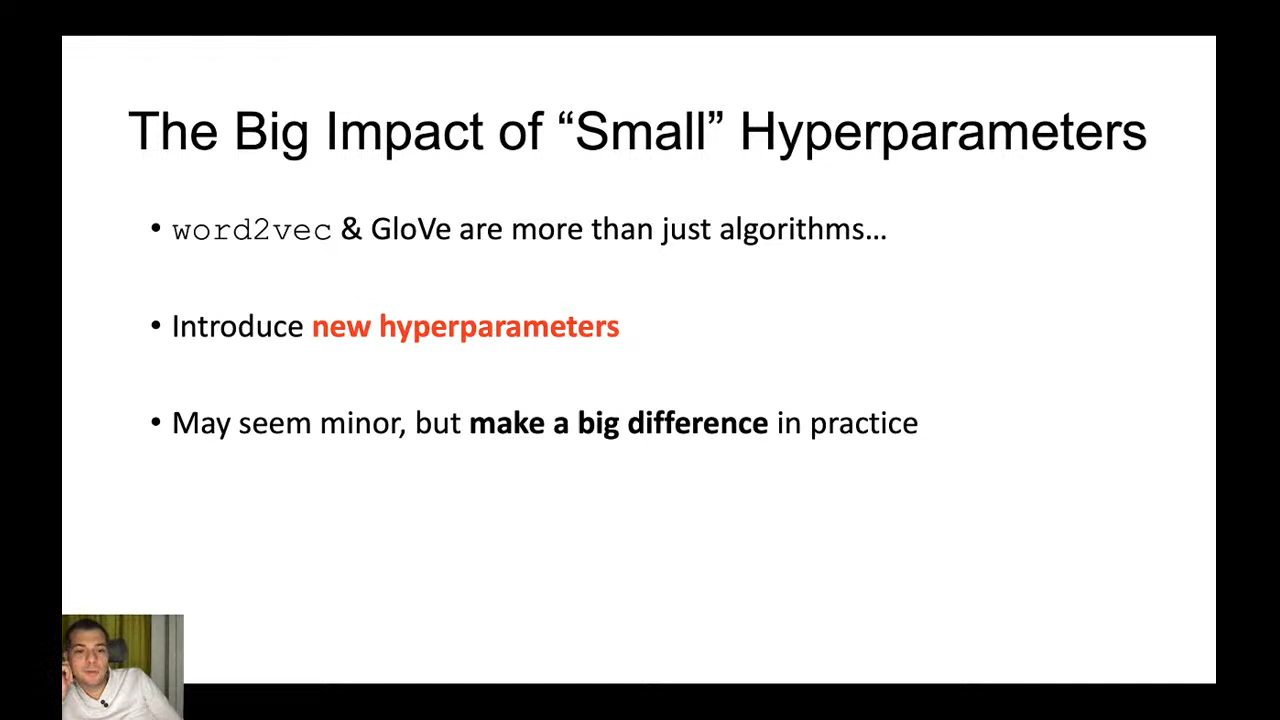 The Big Impact of “Small” Hyperparameters
• word2vec & GloVe are more than just algorithms…
• Introduce new hyperparameters
• May seem minor, but make a big difference in practice